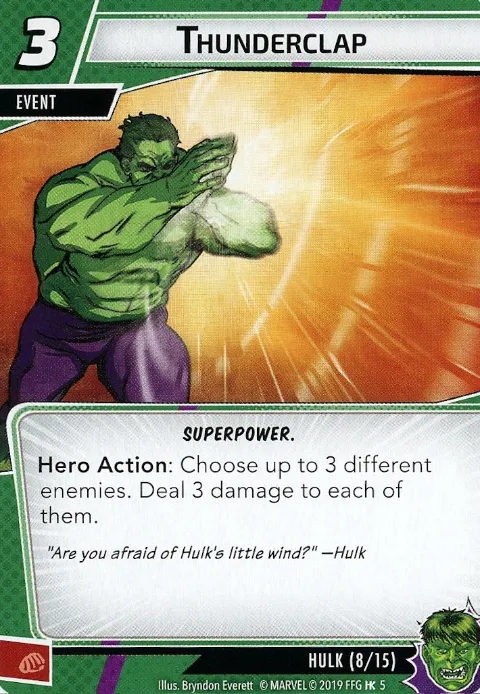 3
THUNDERCLAP
EVENT
SUPERPOWER.
Hero Action: Choose up to 3 different
enemies. Deal 3 damage to each of
them.
"Are you afraid of Hulk's little wind?" —Hulk
HULK (8/15)
Illus. Bryndon Everett © MARVEL © 2019 FFG HK 5